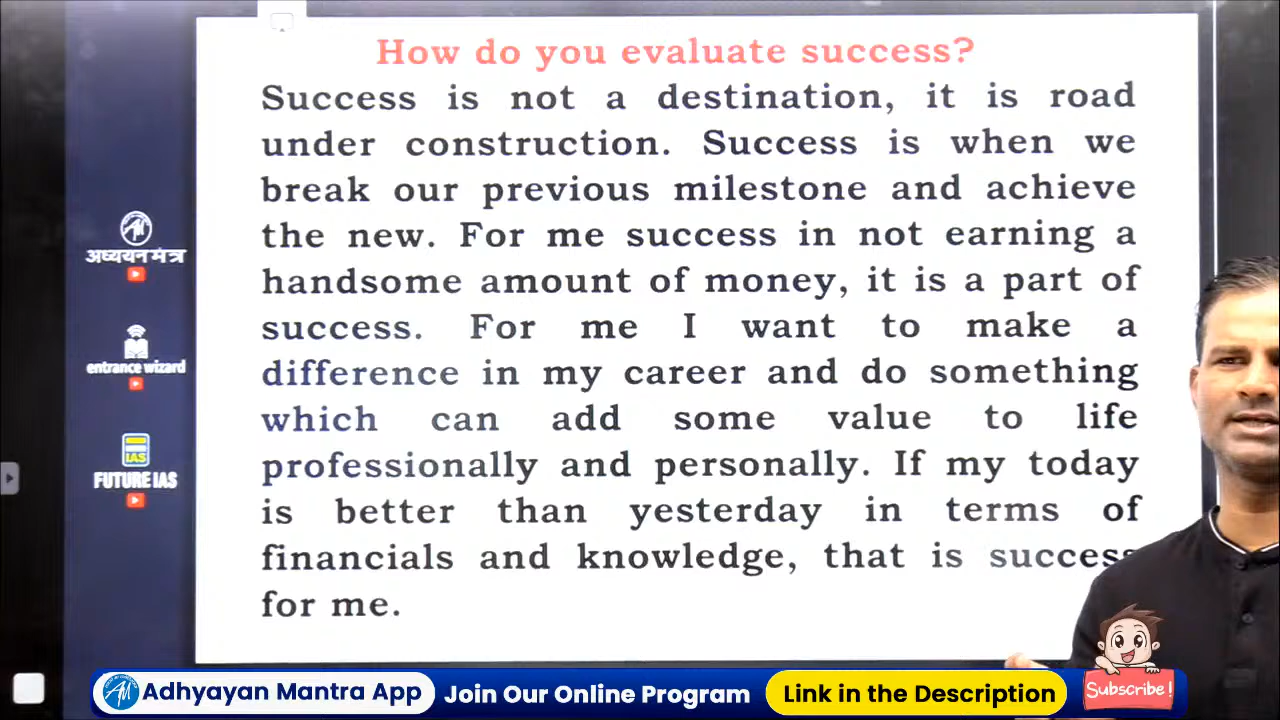 How do you evaluate success?
Success is not a destination, it is road
under construction. Success is when we
break our previous milestone and achieve
the new. For me success in not earning a
handsome amount of money, it is a part of
success. For me I want to make a
difference in my career and do something
which can add some value to life
professionally and personally. If my today
is better than yesterday in terms of
financials and knowledge, that is success
for me.
अध्ययन मंत्र
entrance wizard
IAS
FUTURE IAS
Adhyayan Mantra App
Join Our Online Program
Link in the Description
Subscribe!